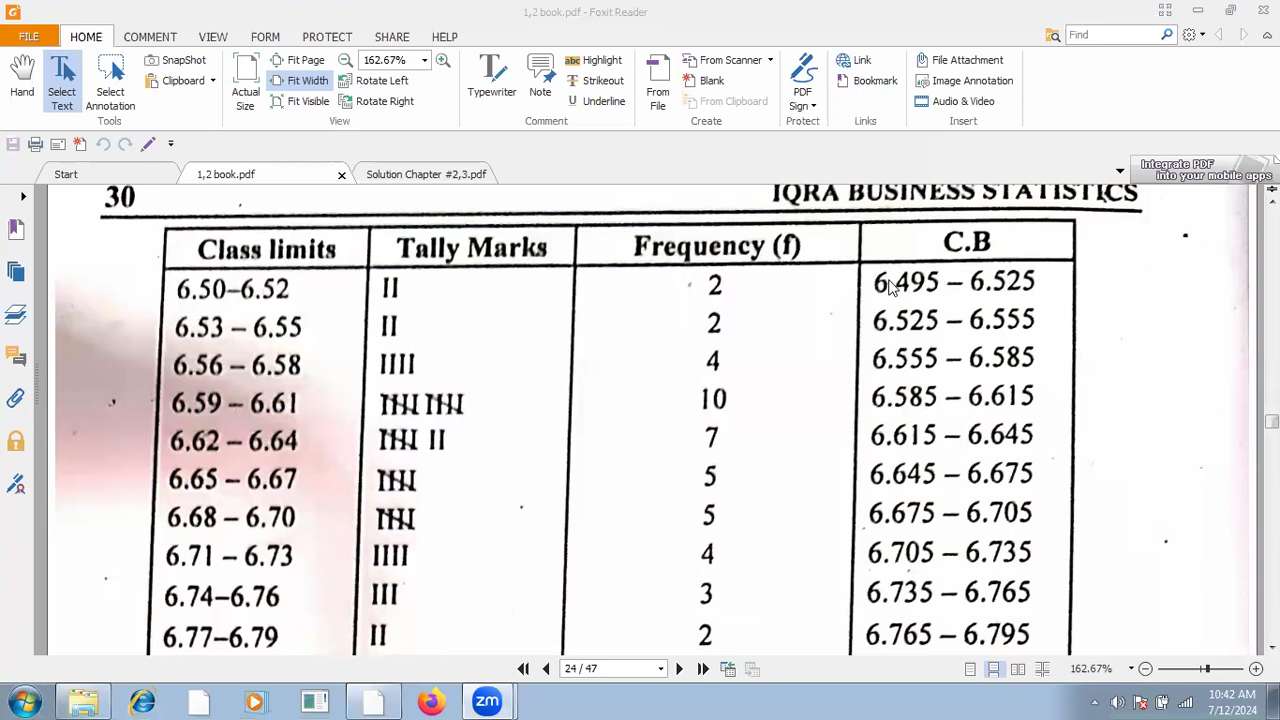 1,2 book.pdf - Foxit Reader
FILE HOME COMMENT VIEW FORM PROTECT SHARE HELP
Find
Hand
Select Text
Select Annotation
SnapShot
Clipboard
Tools
Actual Size
Fit Page
Fit Width
Fit Visible
162.67%
Rotate Left
Rotate Right
View
Typewriter
Note
Highlight
Strikeout
Underline
Comment
From File
From Scanner
Blank
From Clipboard
Create
PDF Sign
Protect
Link
Bookmark
Links
File Attachment
Image Annotation
Audio & Video
Insert
Start
1,2 book.pdf
Solution Chapter #2,3.pdf
Integrate PDF
into your mobile apps
30 IQRA BUSINESS STATISTICS
Class limits Tally Marks Frequency (f) C.B
6.50–6.52 II 2 6.495 – 6.525
6.53 – 6.55 II 2 6.525 – 6.555
6.56 – 6.58 IIII 4 6.555 – 6.585
6.59 – 6.61 𝍸 𝍸 10 6.585 – 6.615
6.62 – 6.64 𝍸 II 7 6.615 – 6.645
6.65 – 6.67 𝍸 5 6.645 – 6.675
6.68 – 6.70 𝍸 5 6.675 – 6.705
6.71 – 6.73 IIII 4 6.705 – 6.735
6.74–6.76 III 3 6.735 – 6.765
6.77–6.79 II 2 6.765 – 6.795
24 / 47
162.67%
zm
10:42 AM
7/12/2024